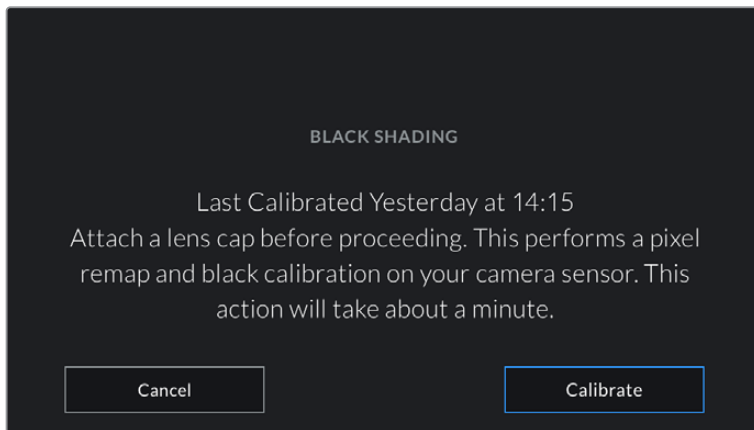 BLACK SHADING
Last Calibrated Yesterday at 14:15
Attach a lens cap before proceeding. This performs a pixel
remap and black calibration on your camera sensor. This
action will take about a minute.
Cancel
Calibrate